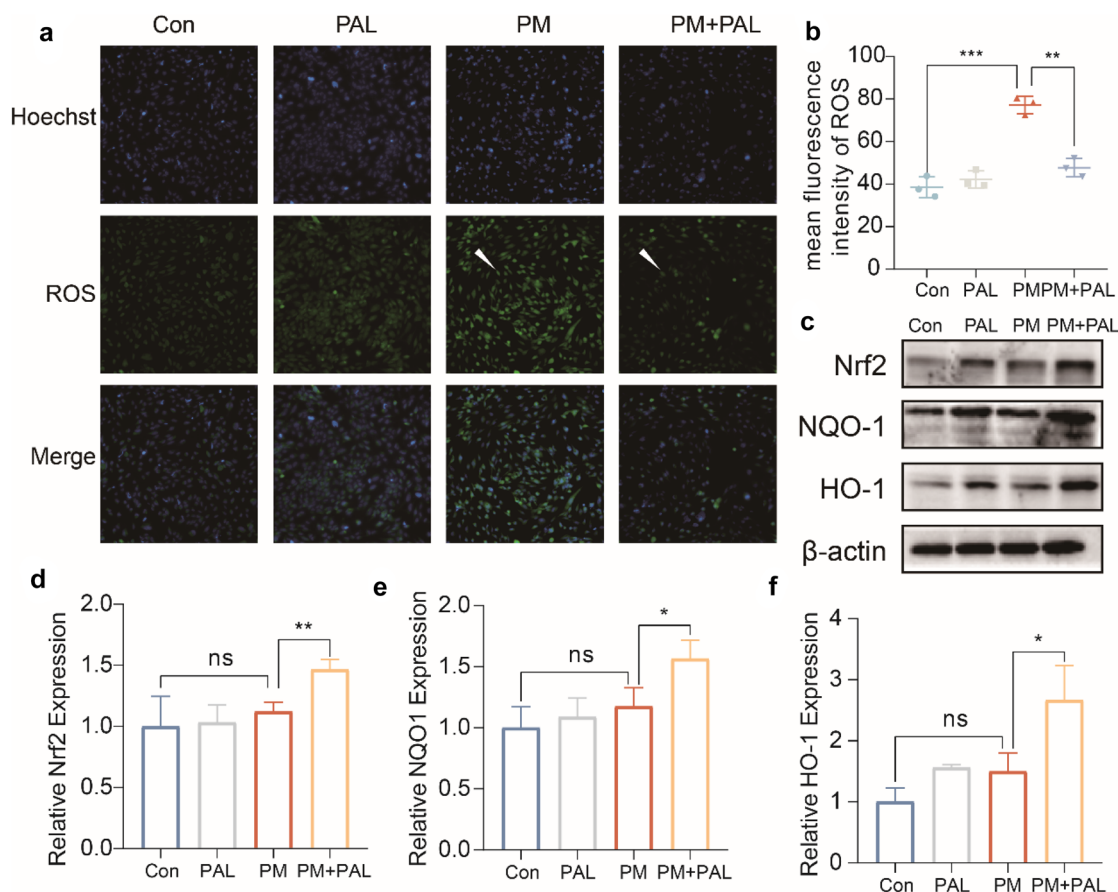 a
Con PAL PM PM+PAL
Hoechst
ROS
Merge
b
mean fluorescence
intensity of ROS
100
80
60
40
20
0
*** **
Con PAL PMPM+PAL
c
Con PAL PM PM+PAL
Nrf2
NQO-1
HO-1
β-actin
d
Relative Nrf2 Expression
2.0
1.5
1.0
0.5
0.0
ns **
Con PAL PM PM+PAL
e
Relative NQO1 Expression
2.0
1.5
1.0
0.5
0.0
ns *
Con PAL PM PM+PAL
f
Relative HO-1 Expression
4
3
2
1
0
ns *
Con PAL PM PM+PAL